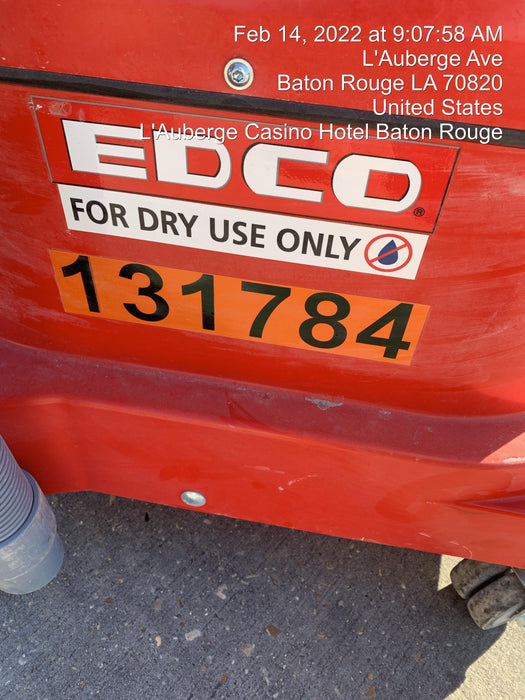 Feb 14, 2022 at 9:07:58 AM
L'Auberge Ave
Baton Rouge LA 70820
United States
L'Auberge Casino Hotel Baton Rouge
EDCO®
FOR DRY USE ONLY
131784